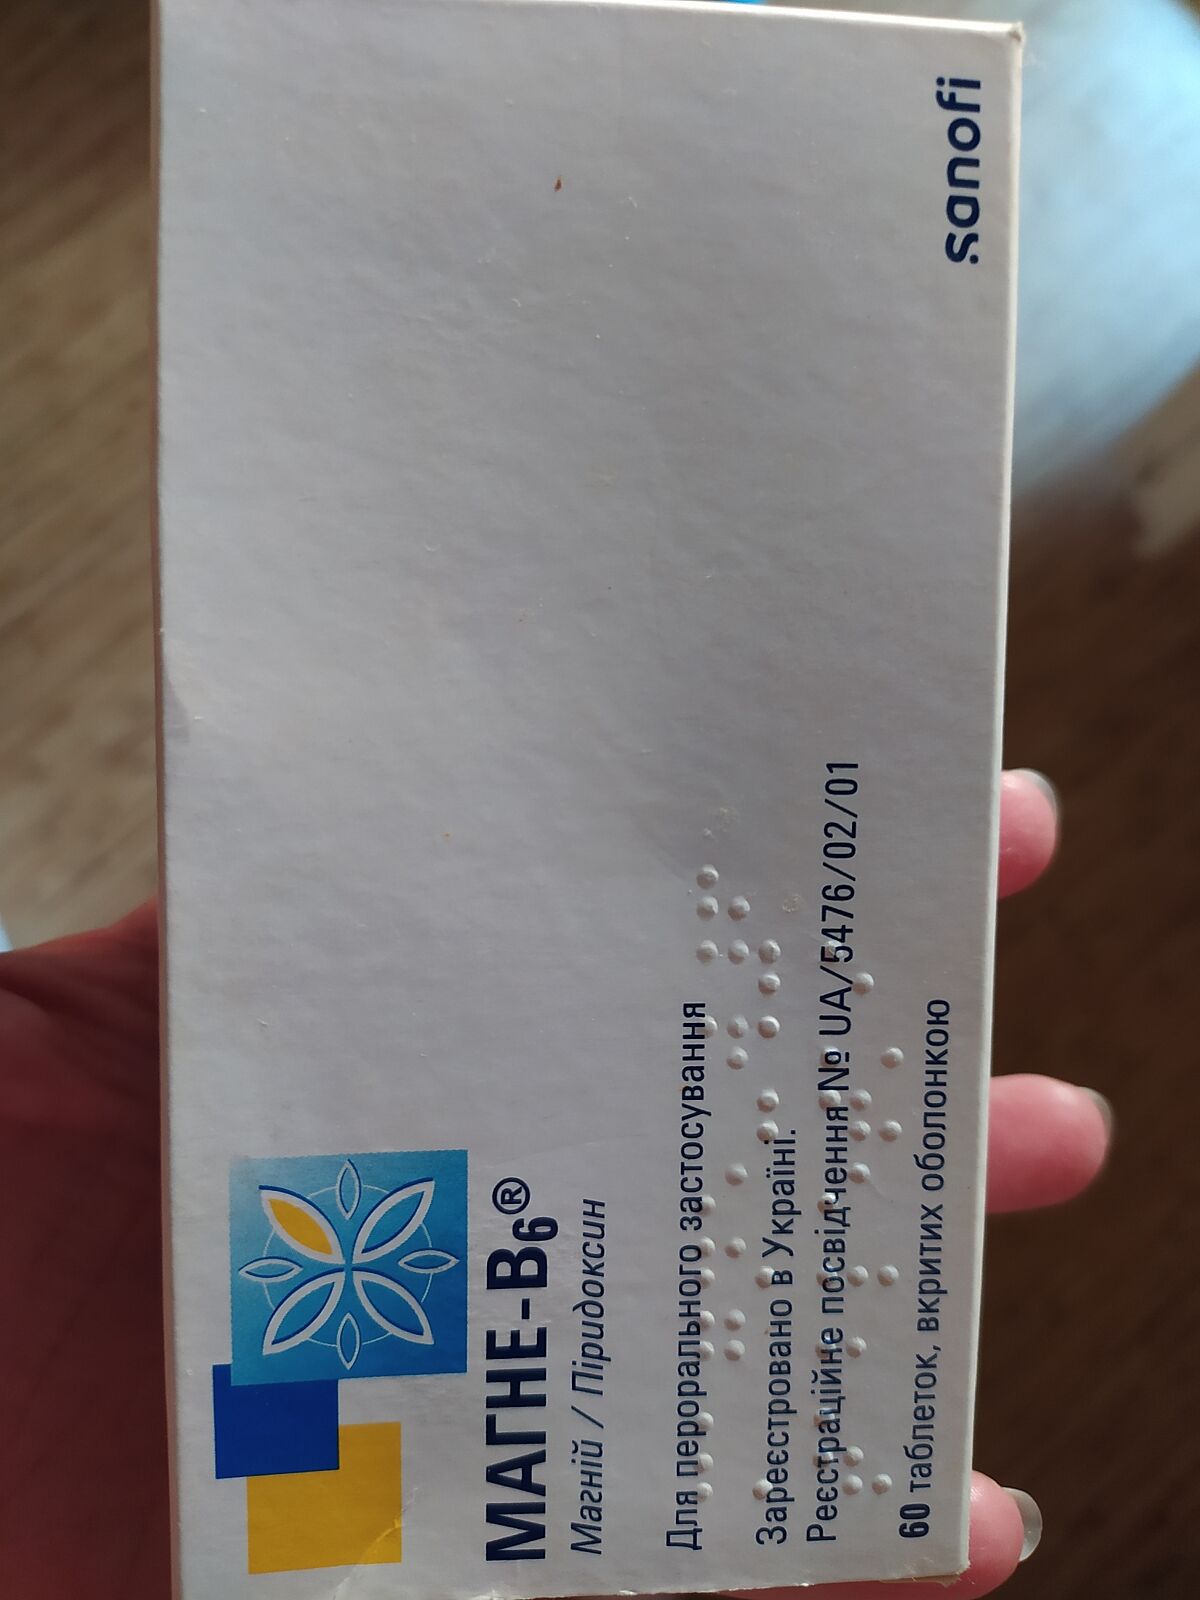 МАГНЕ-В6®
Магній / Піридоксин
Для перорального застосування
Зареєстровано в Україні.
Реєстраційне посвідчення № UA/5476/02/01
60 таблеток, вкритих оболонкою
sanofi